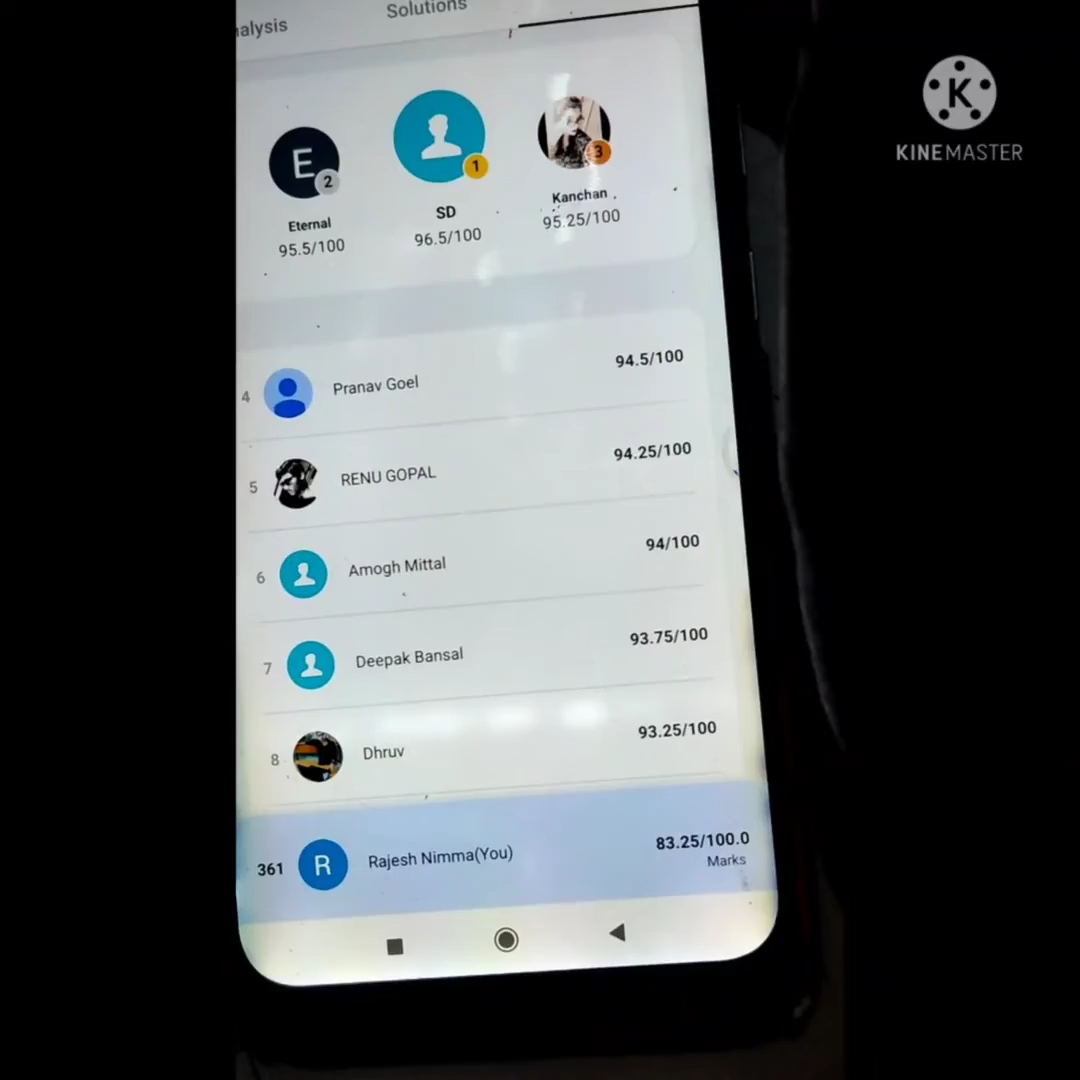 alysis
Solutions
K
KINEMASTER
E
2
1
3
Eternal
SD
Kanchan
95.5/100
96.5/100
95.25/100
4
Pranav Goel
94.5/100
5
RENU GOPAL
94.25/100
6
Amogh Mittal
94/100
7
Deepak Bansal
93.75/100
8
Dhruv
93.25/100
361
R
Rajesh Nimma(You)
83.25/100.0
Marks